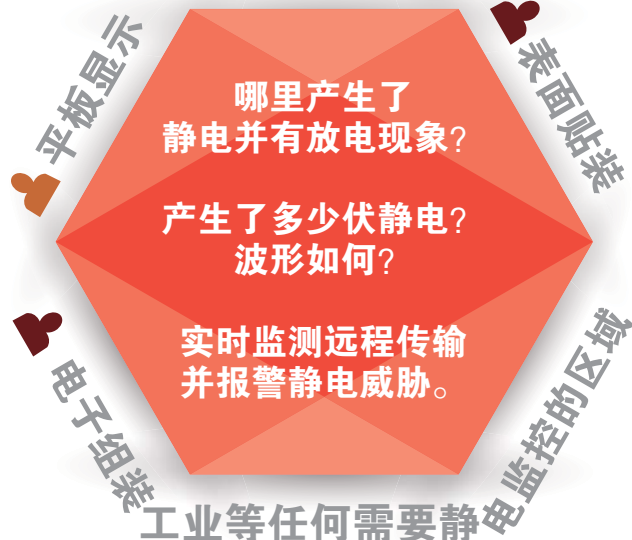 平板显示
表面贴装
哪里产生了
静电并有放电现象?
产生了多少伏静电?
波形如何?
实时监测远程传输
并报警静电威胁。
电子组装
工业等任何需要静电监控的区域